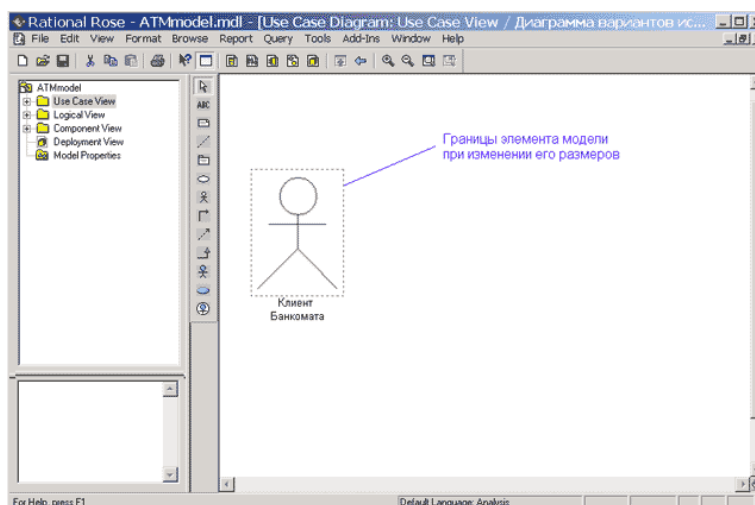 Rational Rose - ATMmodel.mdl - [Use Case Diagram: Use Case View / Диаграмма вариантов ис...
File Edit View Format Browse Report Query Tools Add-Ins Window Help
ATMmodel
Use Case View
Logical View
Component View
Deployment View
Model Properties
ABC
Границы элемента модели
при изменении его размеров
Клиент
Банкомата
For Help, press F1
Default Language: Analysis